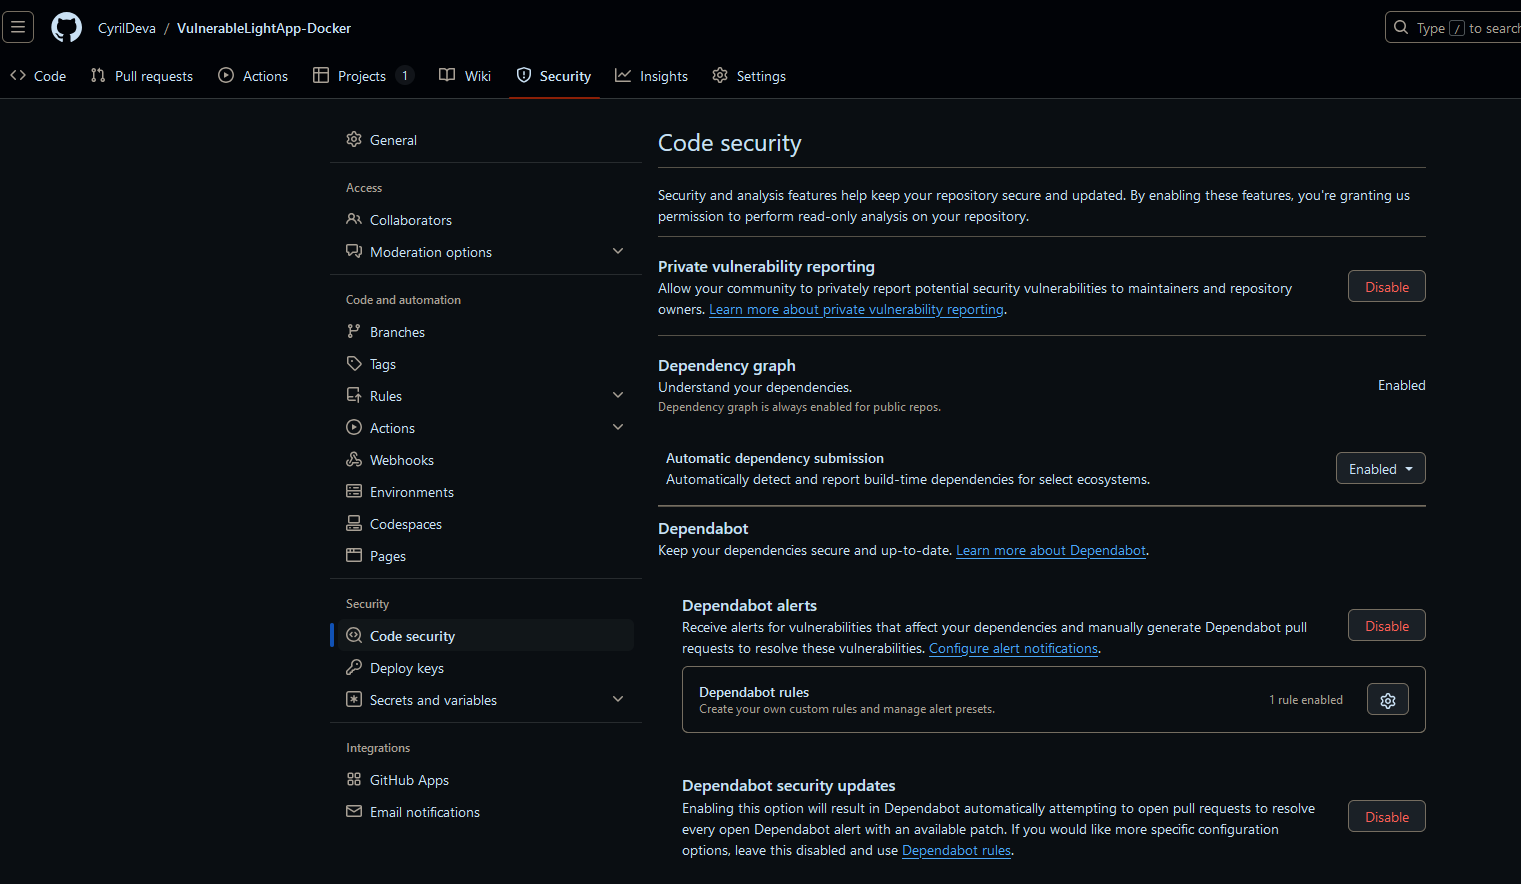 CyrilDeva / VulnerableLightApp-Docker
Type / to search
Code Pull requests Actions Projects 1 Wiki Security Insights Settings
General
Access
Collaborators
Moderation options
Code and automation
Branches
Tags
Rules
Actions
Webhooks
Environments
Codespaces
Pages
Security
Code security
Deploy keys
Secrets and variables
Integrations
GitHub Apps
Email notifications
Code security
Security and analysis features help keep your repository secure and updated. By enabling these features, you're granting us
permission to perform read-only analysis on your repository.
Private vulnerability reporting
Allow your community to privately report potential security vulnerabilities to maintainers and repository
owners. Learn more about private vulnerability reporting.
Disable
Dependency graph
Understand your dependencies.
Dependency graph is always enabled for public repos.
Enabled
Automatic dependency submission
Automatically detect and report build-time dependencies for select ecosystems.
Enabled
Dependabot
Keep your dependencies secure and up-to-date. Learn more about Dependabot.
Dependabot alerts
Receive alerts for vulnerabilities that affect your dependencies and manually generate Dependabot pull
requests to resolve these vulnerabilities. Configure alert notifications.
Disable
Dependabot rules
Create your own custom rules and manage alert presets.
1 rule enabled
Dependabot security updates
Enabling this option will result in Dependabot automatically attempting to open pull requests to resolve
every open Dependabot alert with an available patch. If you would like more specific configuration
options, leave this disabled and use Dependabot rules.
Disable